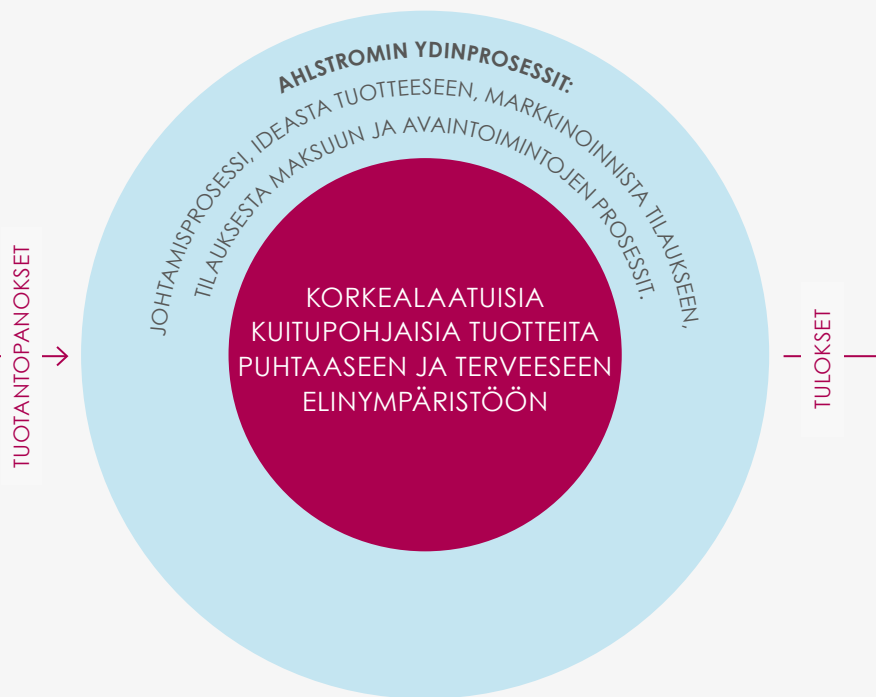 AHLSTROMIN YDINPROSESSIT:
JOHTAMISPROSESSI, IDEASTA TUOTTEESEEN, MARKKINOINNISTA TILAUKSEEN,
TILAUKSESTA MAKSUUN JA AVAINTOIMINTOJEN PROSESSIT.
TUOTANTOPANOKSET
KORKEALAATUISIA
KUITUPOHJAISIA TUOTTEITA
PUHTAASEEN JA TERVEESEEN
ELINYMPÄRISTÖÖN
TULOKSET